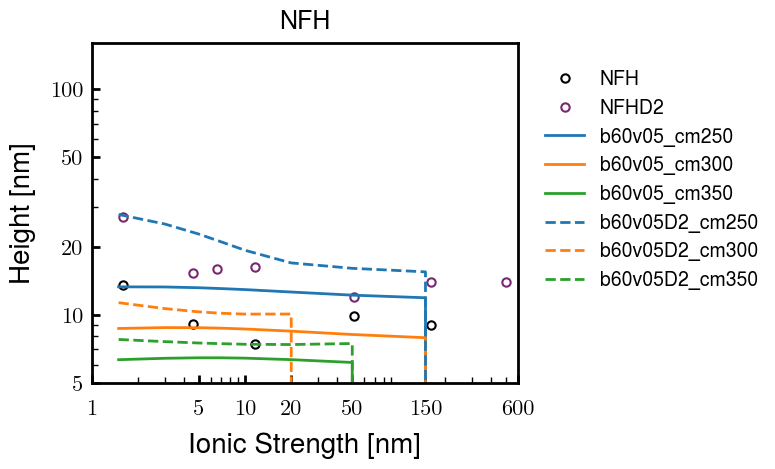 NFH
Height [nm]
100
50
20
10
5
1
5
10
20
50
150
600
Ionic Strength [nm]
NFH
NFHD2
b60v05_cm250
b60v05_cm300
b60v05_cm350
b60v05D2_cm250
b60v05D2_cm300
b60v05D2_cm350